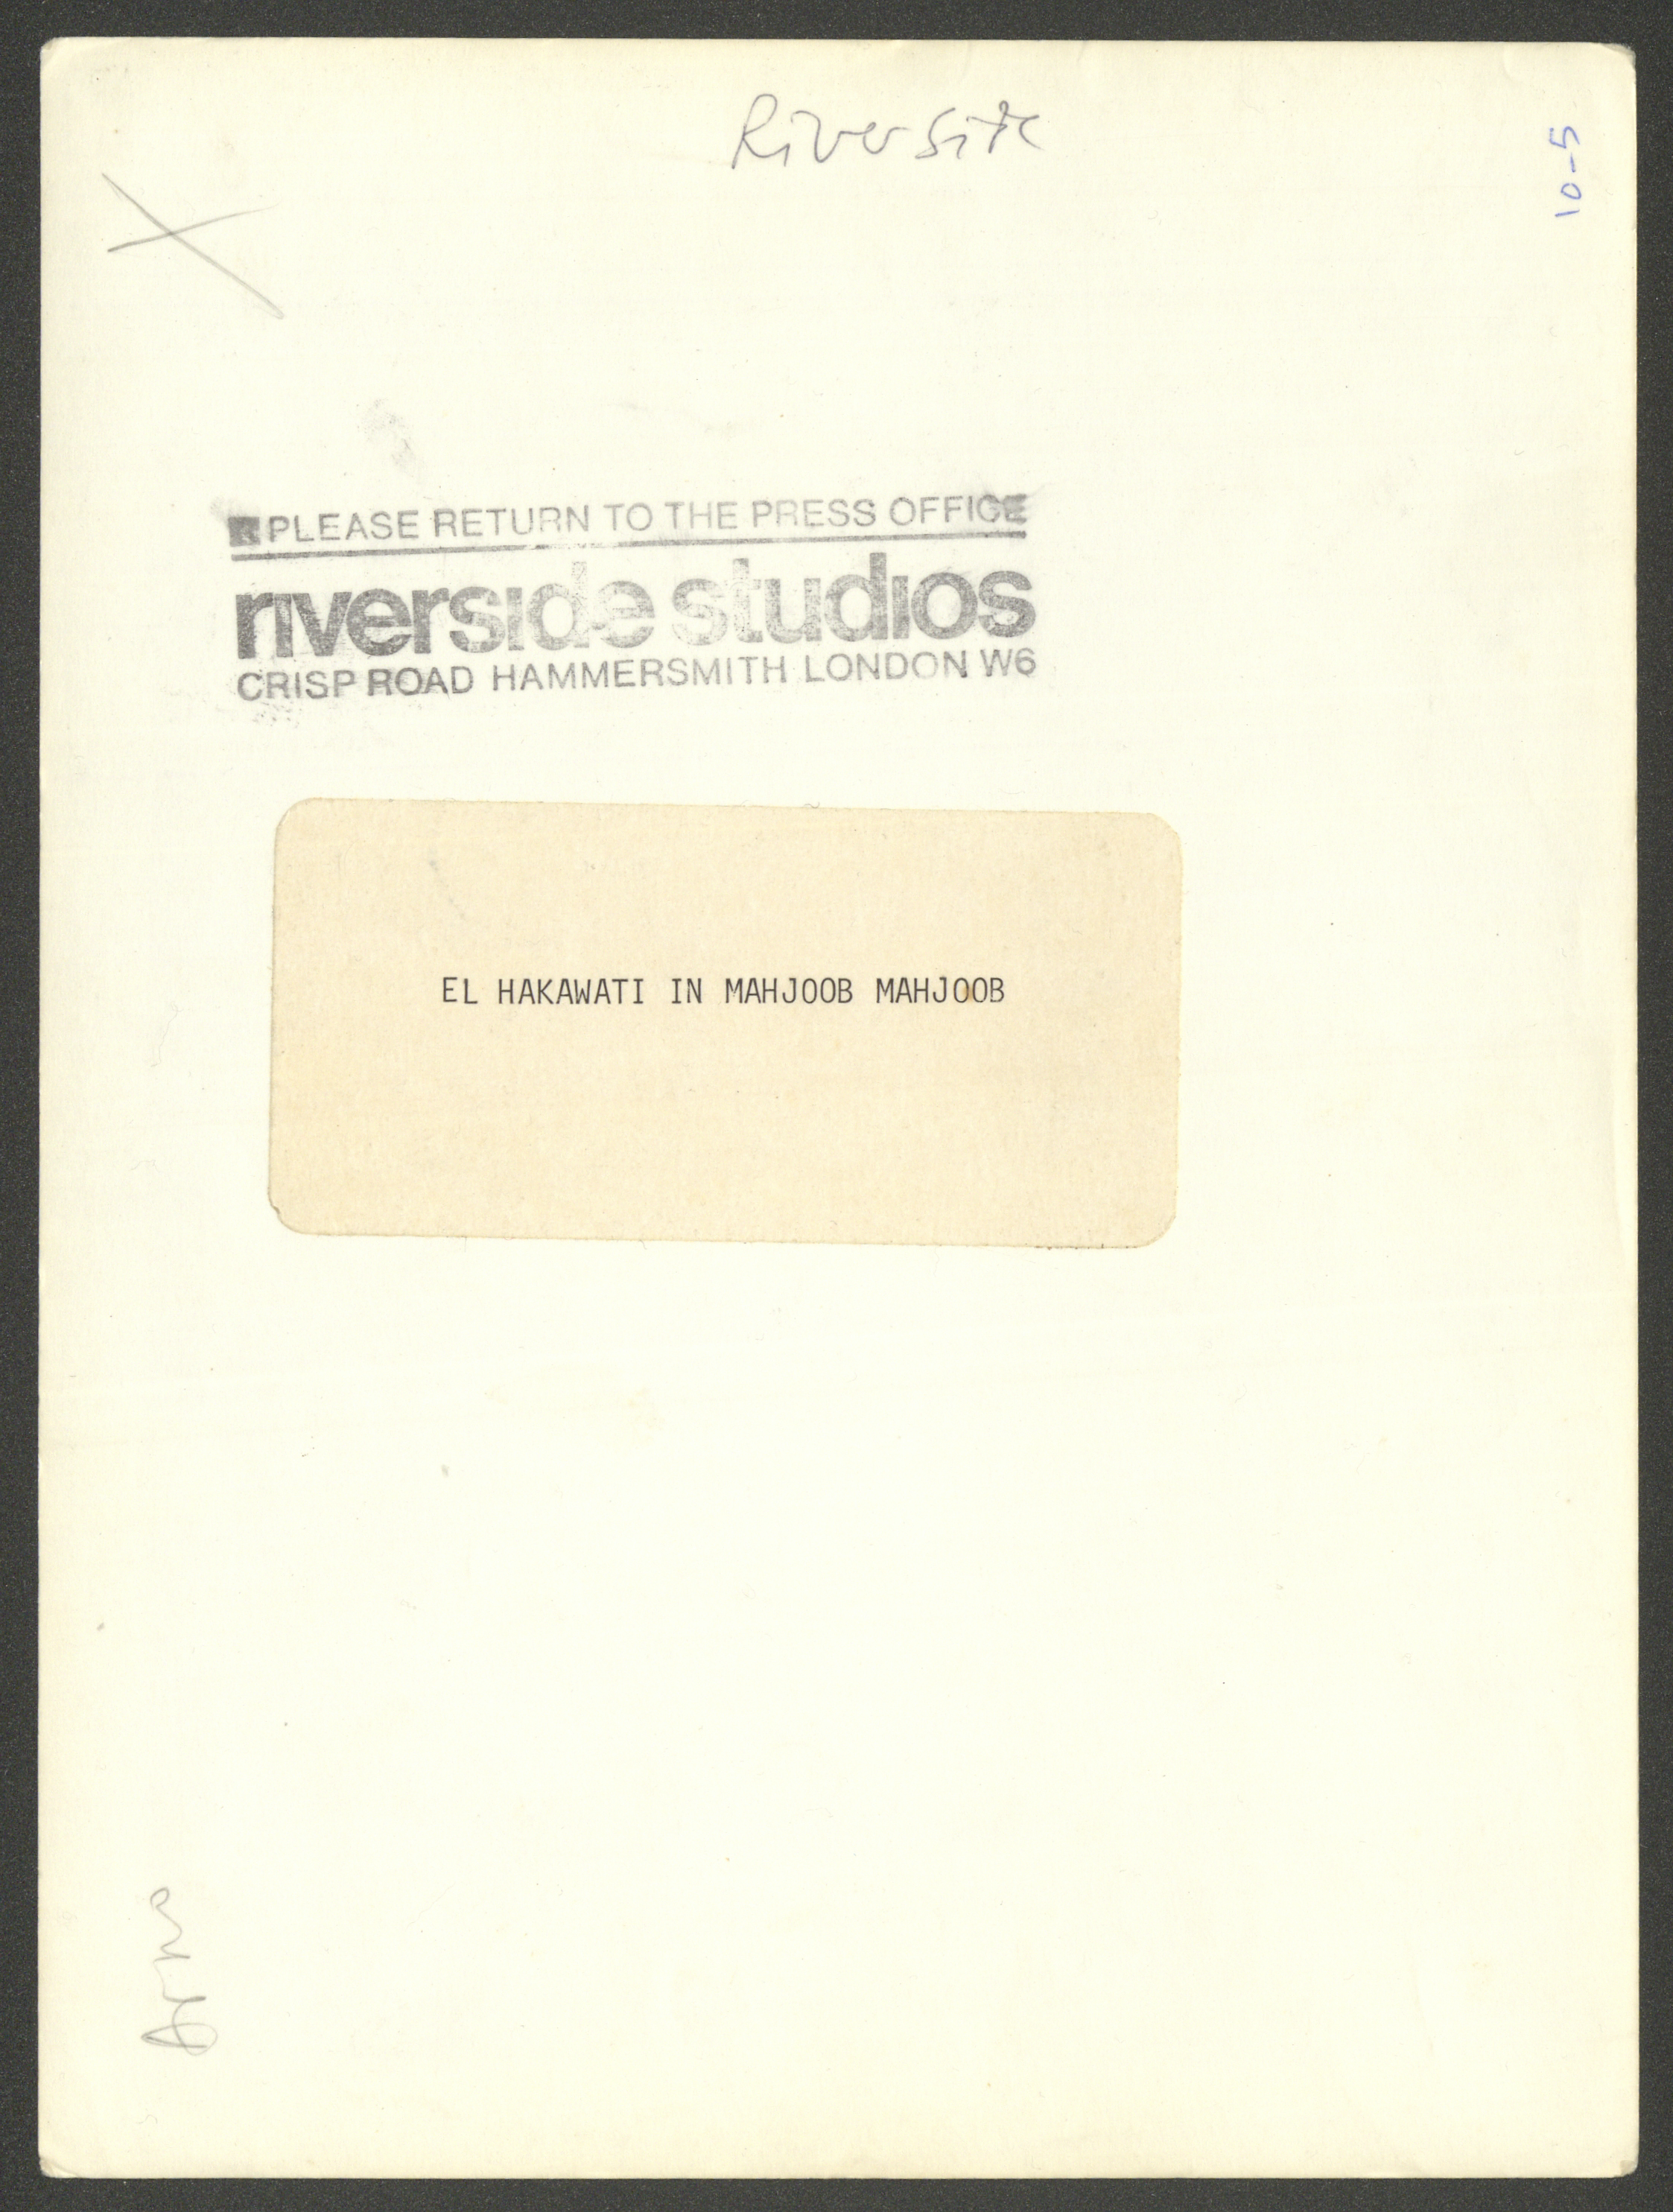 Riverside
10-5
PLEASE RETURN TO THE PRESS OFFICE
riverside studios
CRISP ROAD HAMMERSMITH LONDON W6
EL HAKAWATI IN MAHJOOB MAHJOOB